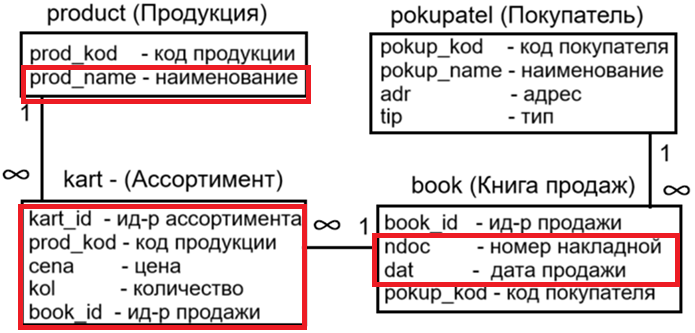 product (Продукция)
prod_kod - код продукции
prod_name - наименование
1
∞
pokupatel (Покупатель)
pokup_kod - код покупателя
pokup_name - наименование
adr - адрес
tip - тип
1
∞
kart - (Ассортимент)
kart_id - ид-р ассортимента
prod_kod - код продукции
cena - цена
kol - количество
book_id - ид-р продажи
∞ 1
book (Книга продаж)
book_id - ид-р продажи
ndoc - номер накладной
dat - дата продажи
pokup_kod - код покупателя